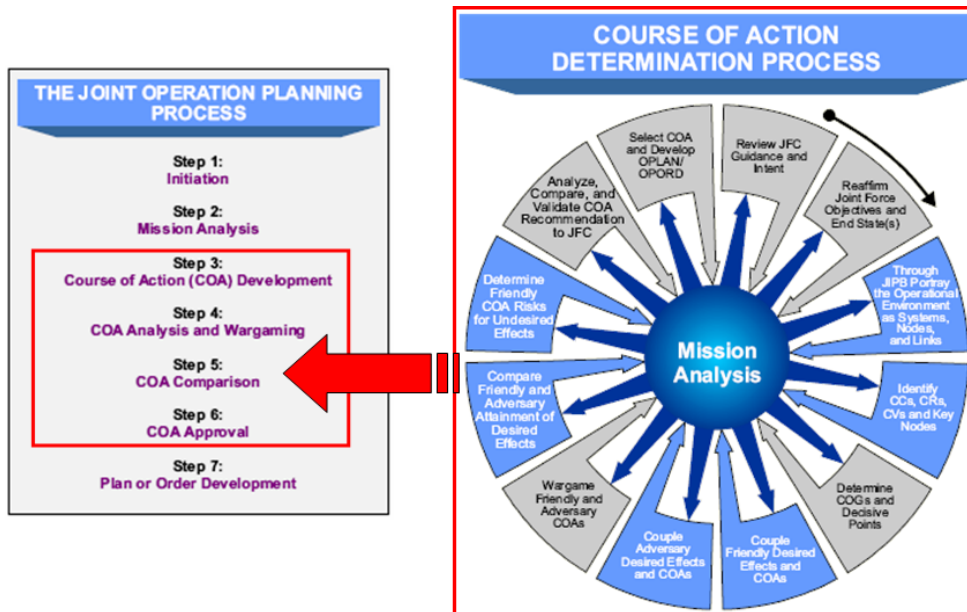 THE JOINT OPERATION PLANNING
PROCESS
Step 1:
Initiation
Step 2:
Mission Analysis
Step 3:
Course of Action (COA) Development
Step 4:
COA Analysis and Wargaming
Step 5:
COA Comparison
Step 6:
COA Approval
Step 7:
Plan or Order Development
COURSE OF ACTION
DETERMINATION PROCESS
Review JFC
Guidance and
Intent
Reaffirm
Joint Force
Objectives and
End State(s)
Through
JIPB Portray
the Operational
Environment
as Systems,
Nodes,
and Links
Identify
CCs, CRs,
CVs and Key
Nodes
Determine
COGs and
Decisive
Points
Couple
Friendly Desired
Effects and
COAs
Couple
Adversary
Desired Effects
and COAs
Wargame
Friendly and
Adversary
COAs
Compare
Friendly and
Adversary
Attainment of
Desired
Effects
Determine
Friendly
COA Risks
for Undesired
Effects
Analyze,
Compare, and
Validate COA
Recommendation
to JFC
Select COA
and Develop
OPLAN/
OPORD
Mission
Analysis